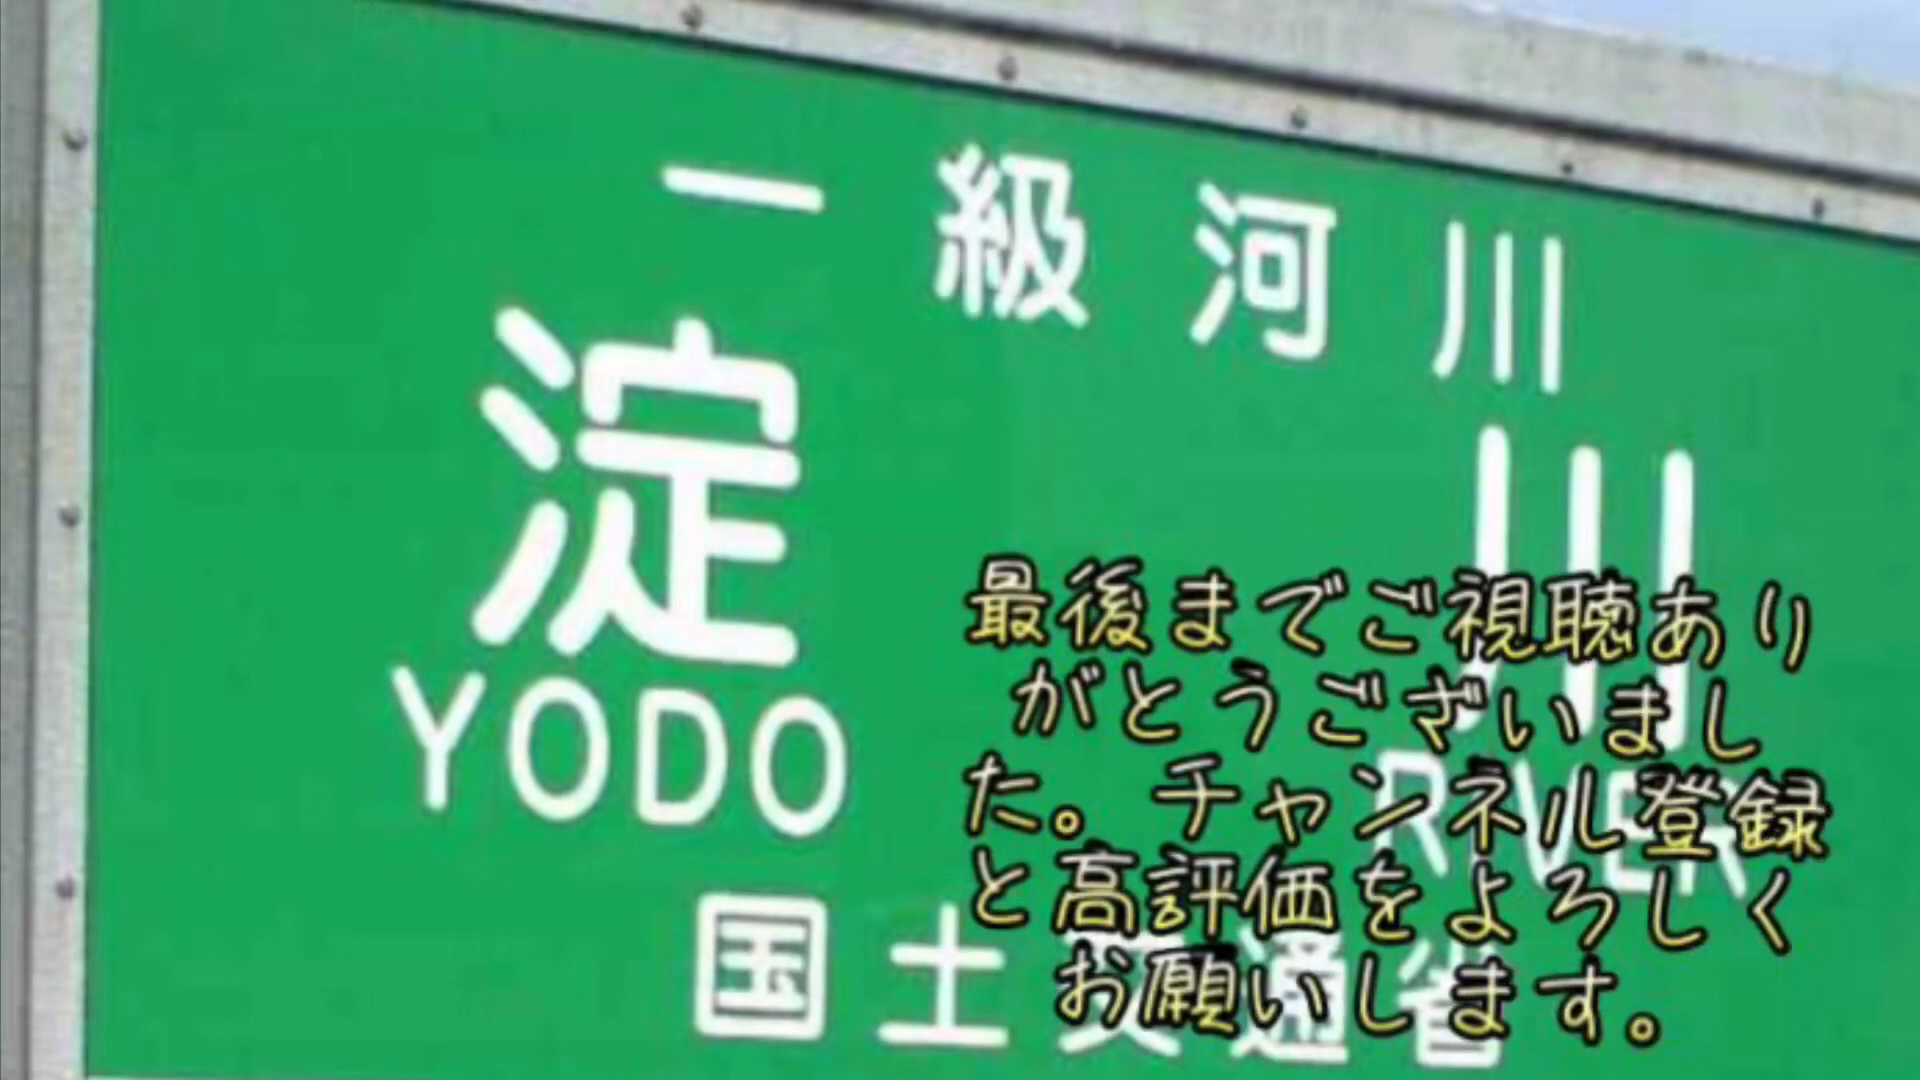 一級河川
淀川
YODO RIVER
国土交通省
最後までご視聴あり
がとうございまし
た。チャンネル登録
と高評価をよろしく
お願いします。